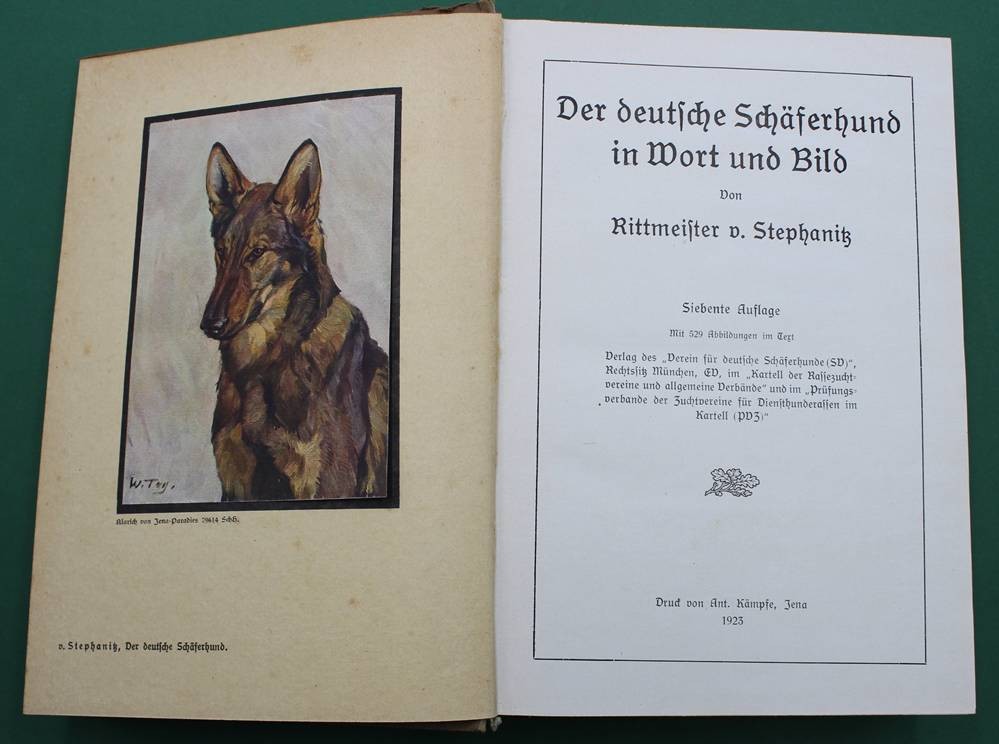 W. Tag.
Klarisch von Jena-Paradies 79614 SchH.
v. Stephanitz, Der deutsche Schäferhund.
Der deutsche Schäferhund
in Wort und Bild
Von
Rittmeister v. Stephanitz
Siebente Auflage
Mit 529 Abbildungen im Text
Verlag des „Verein für deutsche Schäferhunde (SV)“,
Rechtssitz München, EV, im „Kartell der Rassezucht-
vereine und allgemeine Verbände“ und im „Prüfungs-
verbande der Zuchtvereine für Diensthunderassen im
Kartell (PVZ)“
Druck von Ant. Kämpfe, Jena
1923